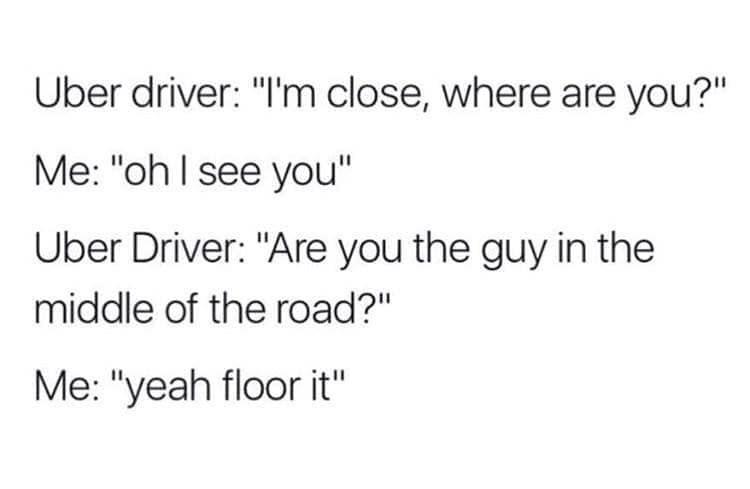 Uber driver: "I'm close, where are you?"
Me: "oh I see you"
Uber Driver: "Are you the guy in the
middle of the road?"
Me: "yeah floor it"